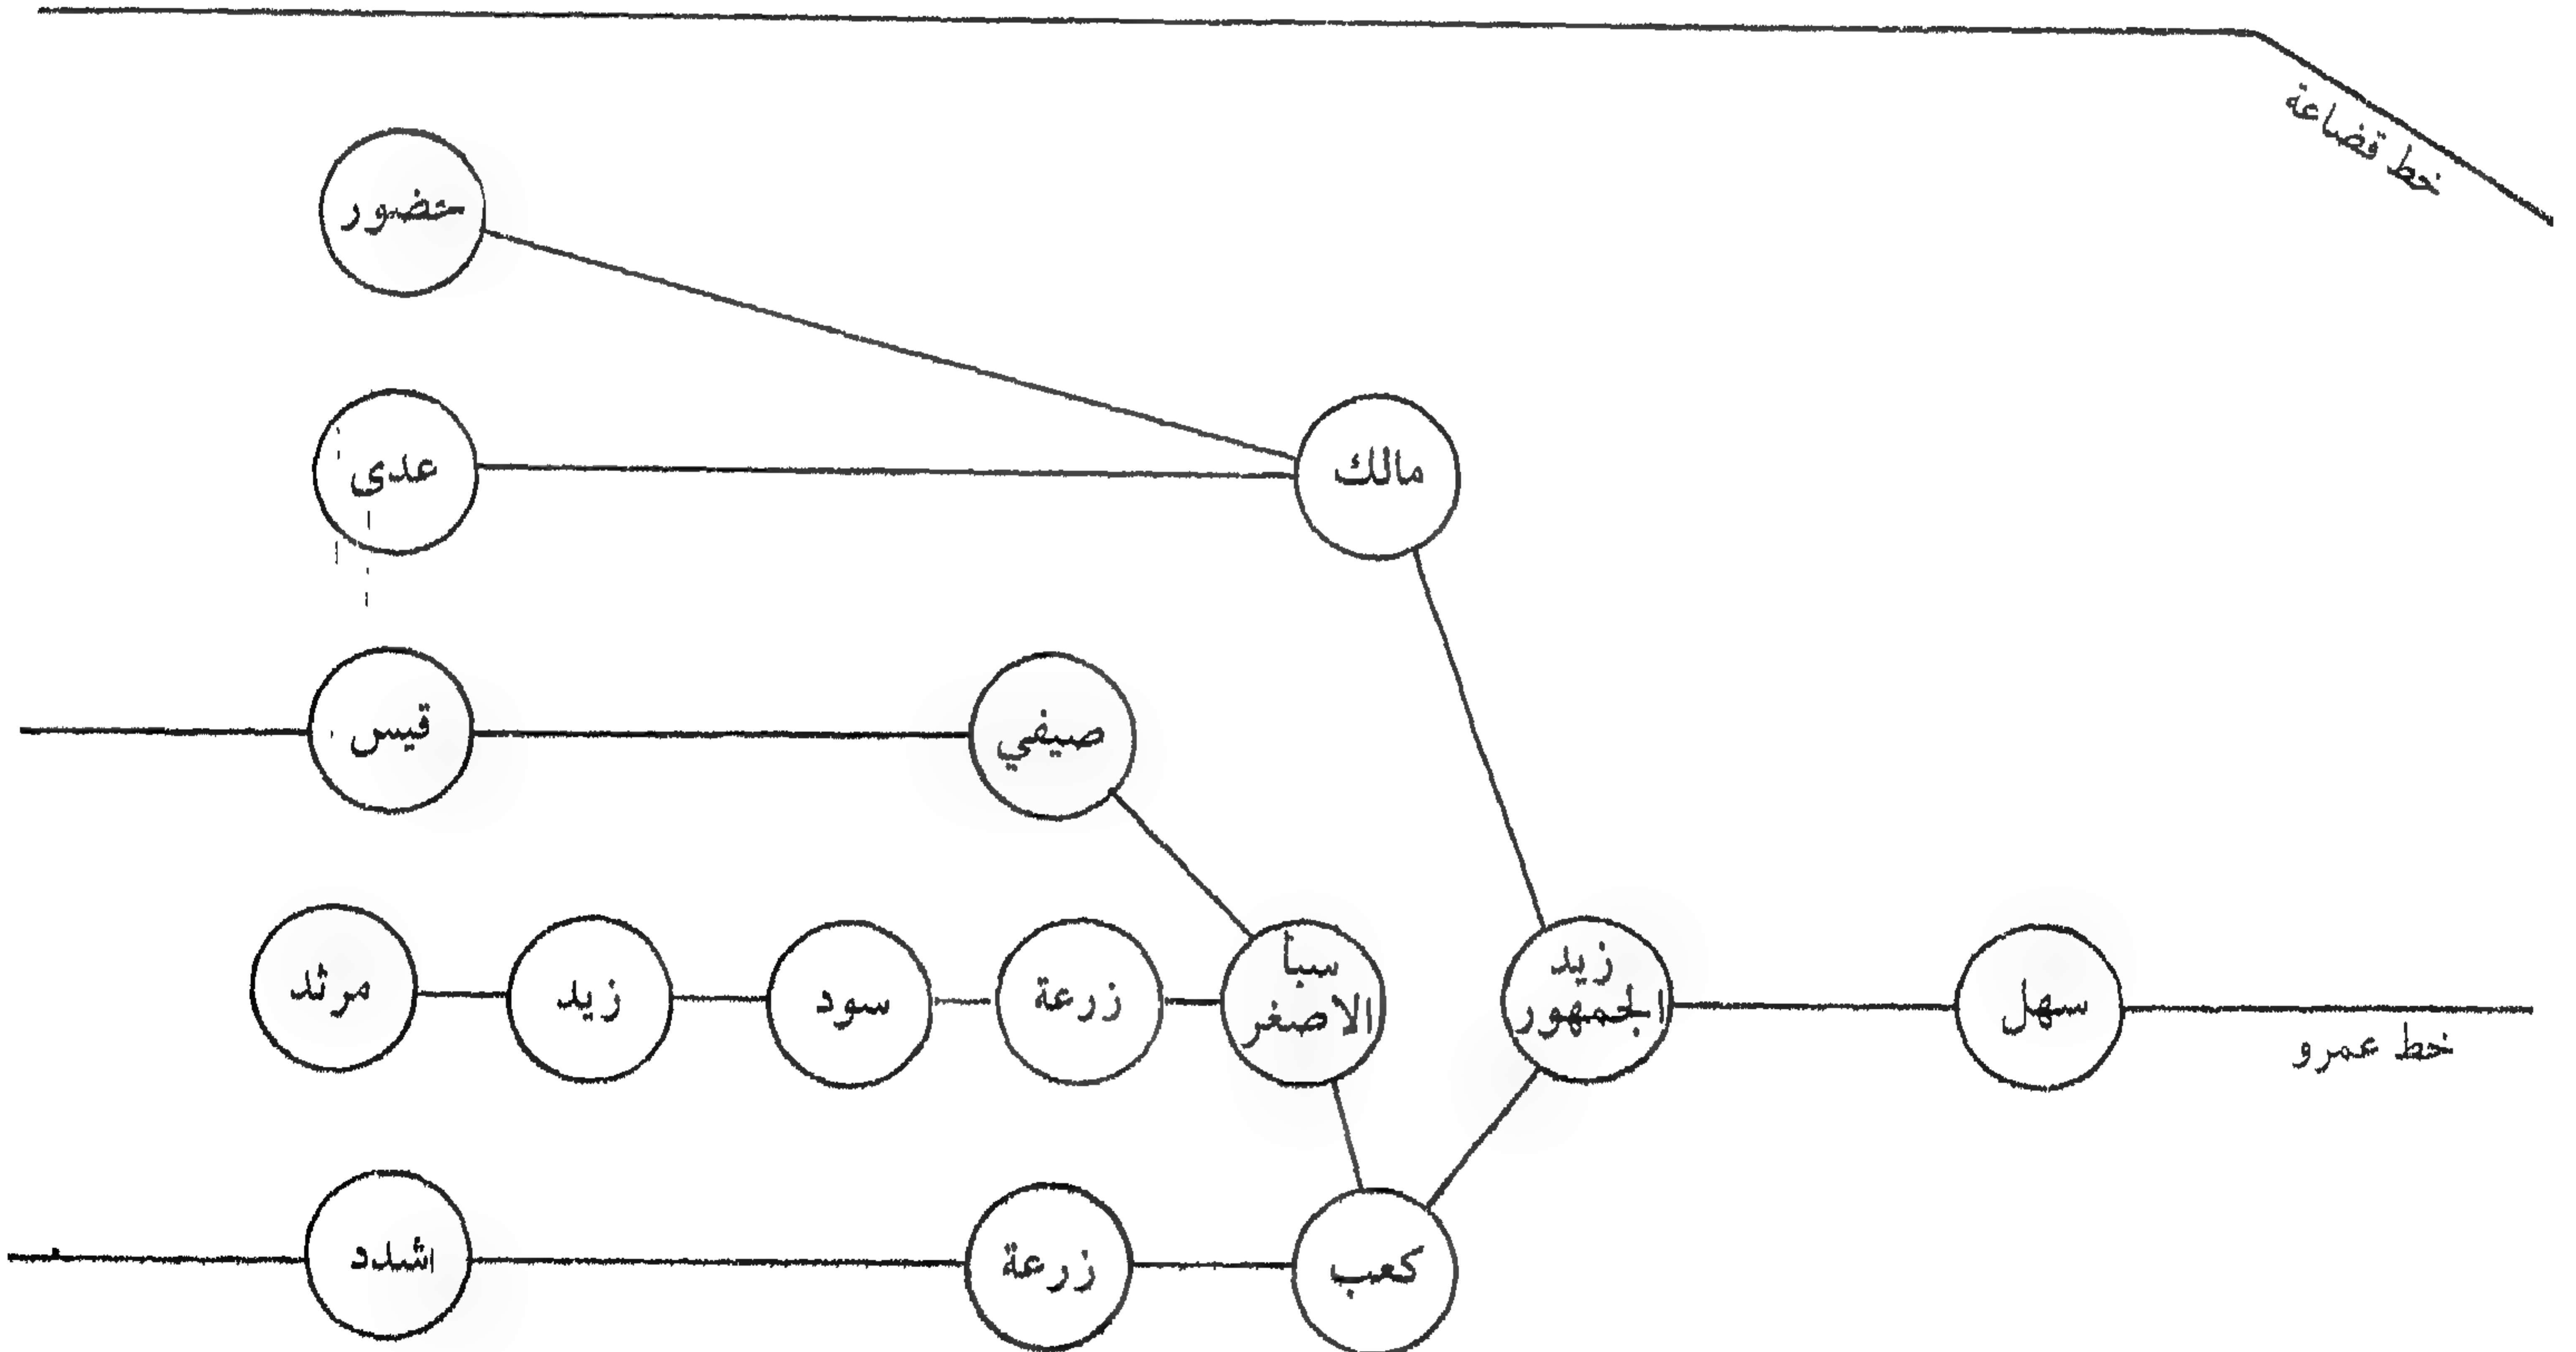 خط قضاعة
حضور
مالك
عدى
صيفي
قيس
سهل
خط عمرو
زيد
الجمهور
سبأ
الاصغر
زرعة
سود
زيد
مرثد
كعب
زرعة
اشدد